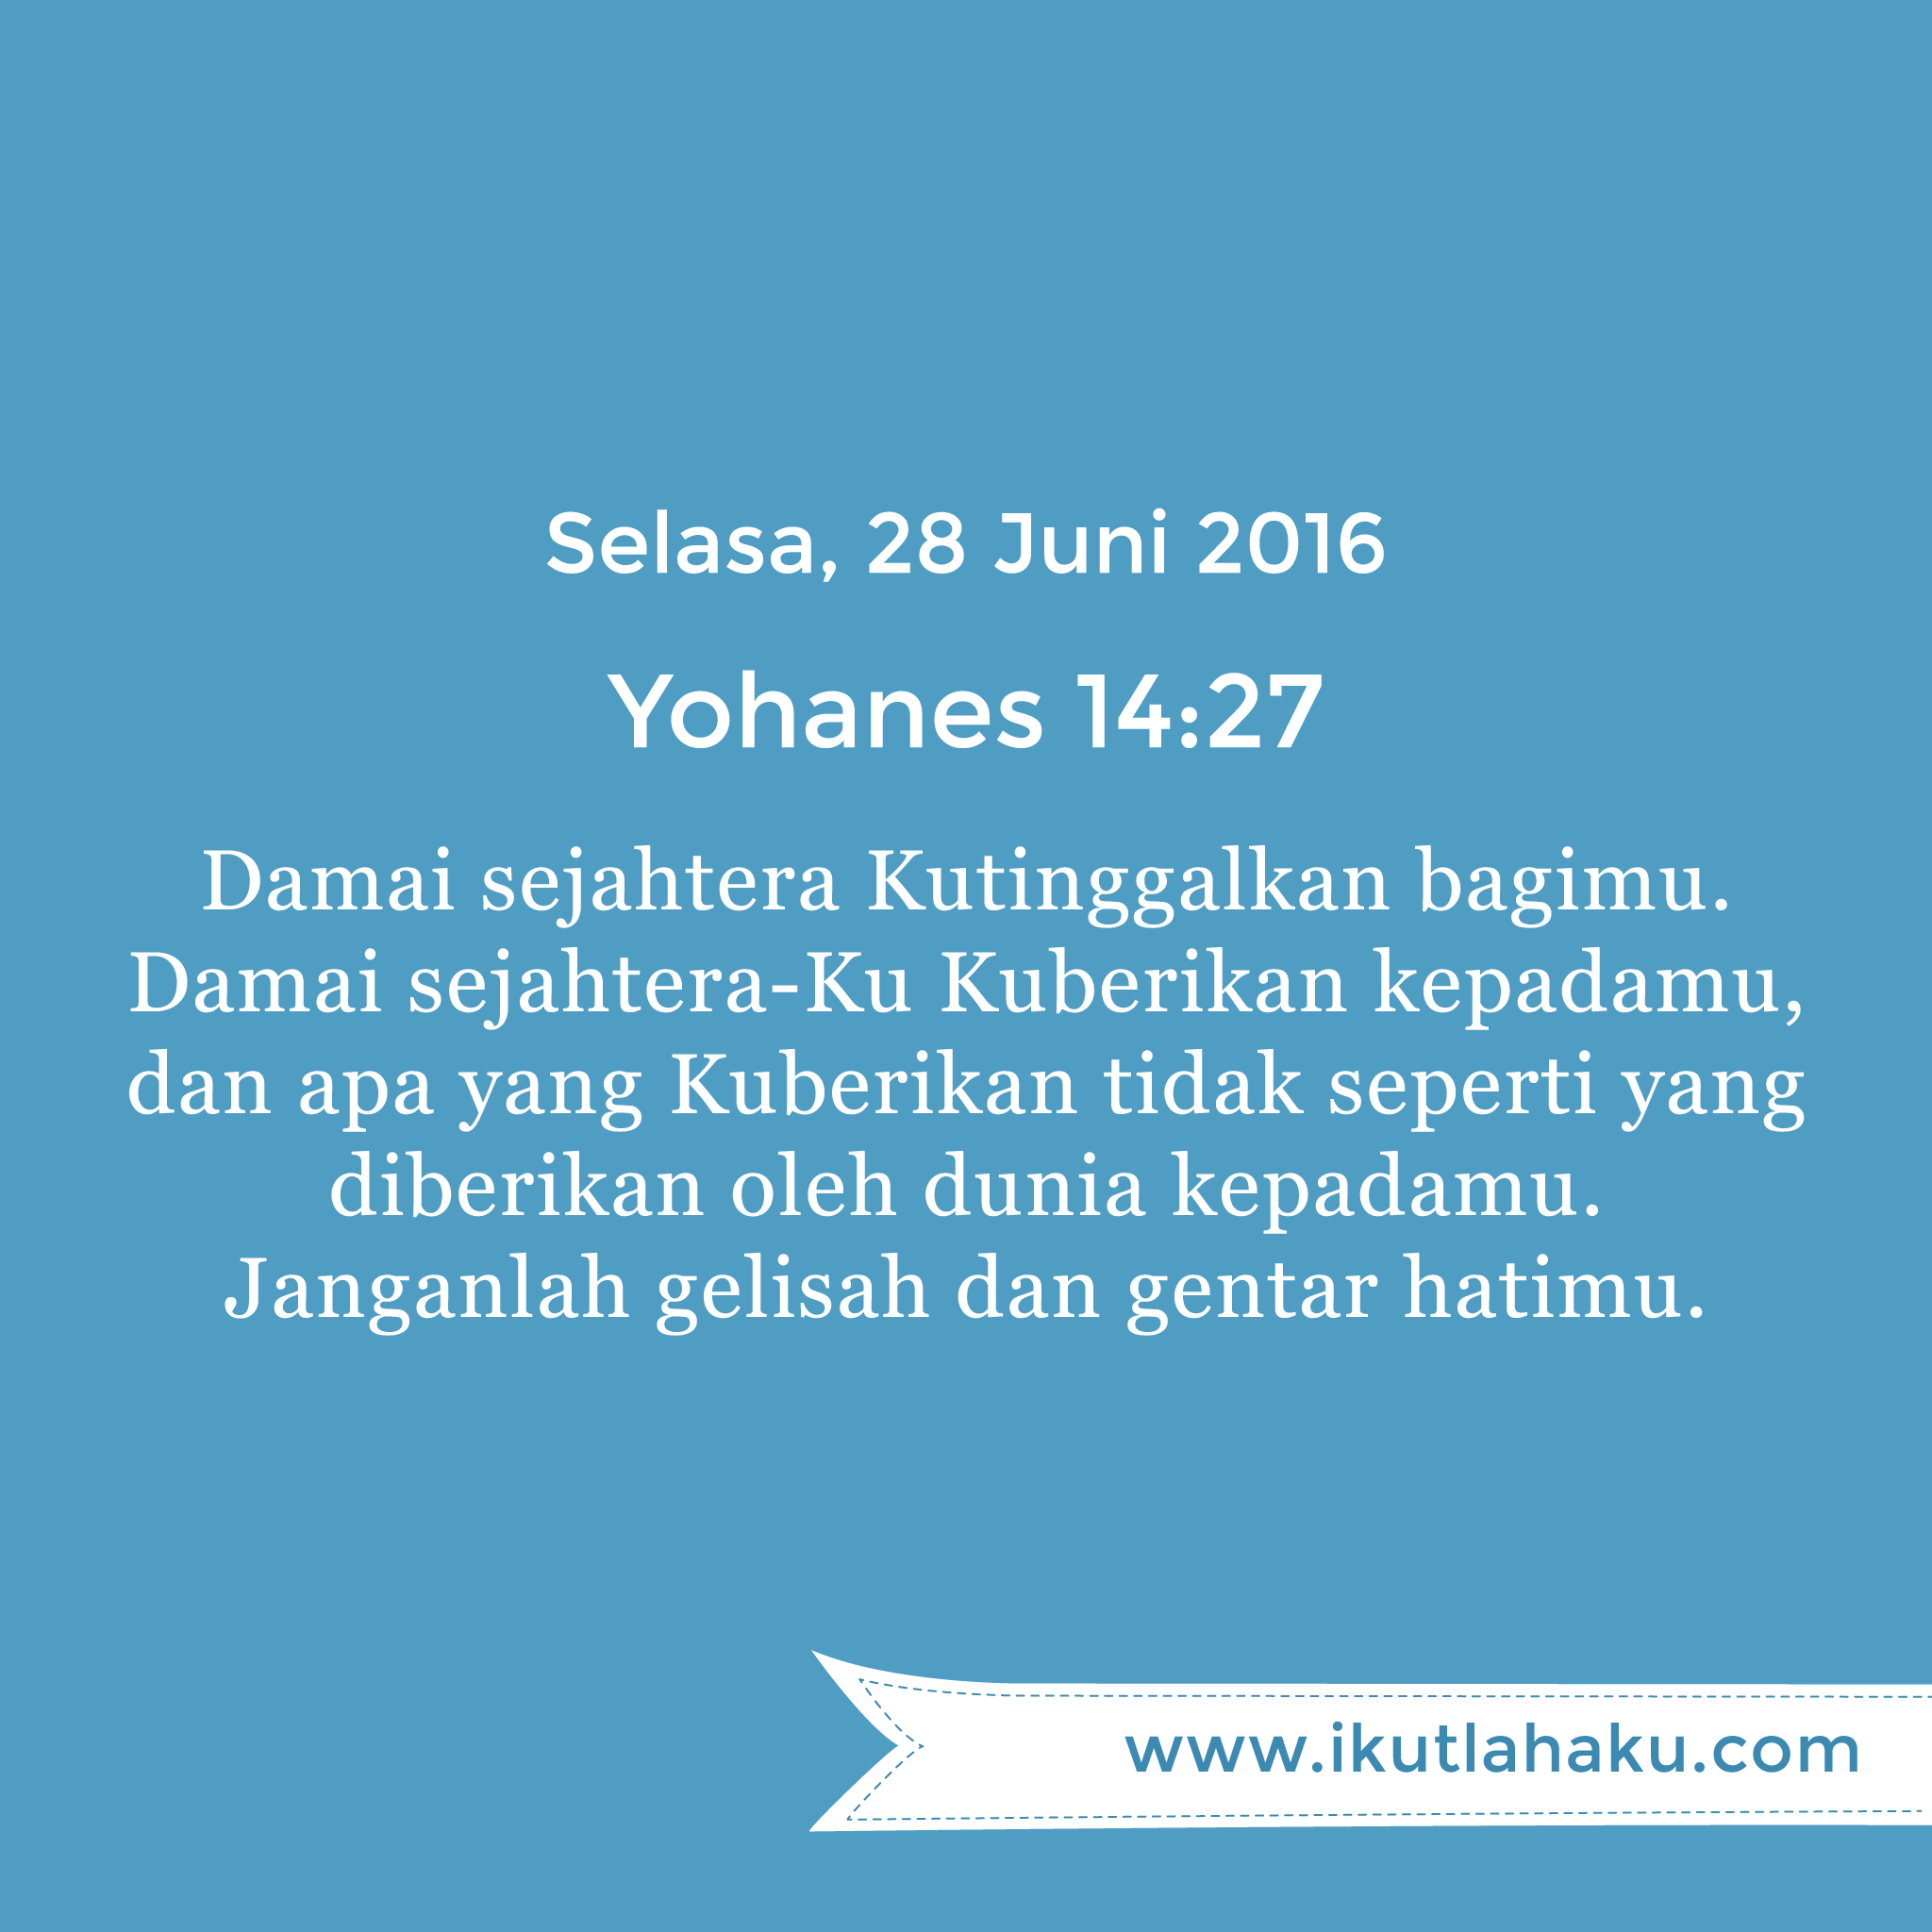 Selasa, 28 Juni 2016
Yohanes 14:27
Damai sejahtera Kutinggalkan bagimu.
Damai sejahtera-Ku Kuberikan kepadamu,
dan apa yang Kuberikan tidak seperti yang
diberikan oleh dunia kepadamu.
Janganlah gelisah dan gentar hatimu.
www.ikutlahaku.com